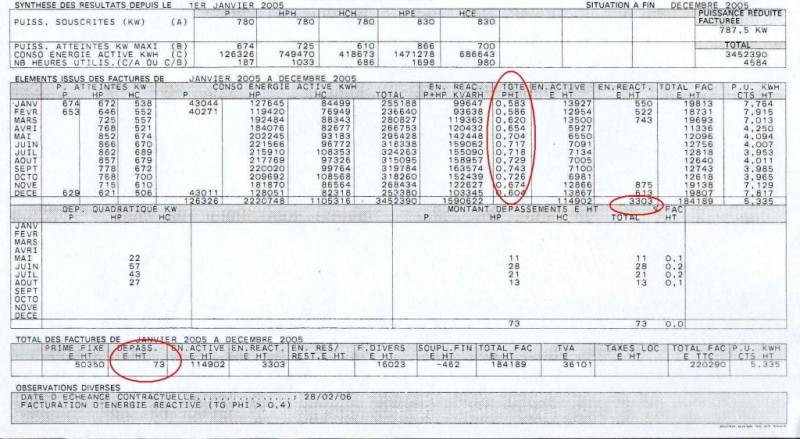 SYNTHESE DES RESULTATS DEPUIS LE 1ER JANVIER 2005 SITUATION A FIN DECEMBRE 2005
P HPH HCH HPE HCE PUISSANCE REDUITE
PUISS. SOUSCRITES (KW) (A) 780 780 780 830 830 FACTUREE
787.5 KW
PUISS. ATTEINTES KW MAXI (B) 674 725 610 866 700 TOTAL
CONSO ENERGIE ACTIVE KWH (C) 126326 749470 418673 1471278 686643 3452390
NB HEURES UTILIS.(C/A OU C/B) 187 1033 686 1698 980 4584
ELEMENTS ISSUS DES FACTURES DE JANVIER 2005 A DECEMBRE 2005
P. ATTEINTES KW CONSO ENERGIE ACTIVE KWH EN. REAC. TGTE EN.ACTIVE EN.REACT. TOTAL FAC P.U. KWH
P HP HC P HP HC TOTAL P+HP KVARH PHI E HT E HT E HT CTS HT
JANV 674 672 538 43044 127645 84499 255188 99647 0.583 13927 550 19813 7,764
FEVR 653 646 552 40271 119420 76949 236640 93638 0.586 12954 522 18731 7,915
MARS 725 557 192484 88343 280827 119363 0.620 13500 743 19693 7,013
AVRI 768 521 184076 82677 266753 120432 0.654 5927 11336 4,250
MAI 852 674 202245 93183 295428 142448 0.704 6550 12096 4,094
JUIN 866 670 221566 96772 318338 159060 0.717 7091 12756 4,007
JUIL 862 689 215910 108353 324263 155090 0.718 7134 12818 3,953
AOUT 857 679 217769 97326 315095 158957 0.729 7005 12640 4,011
SEPT 778 672 220020 99764 319784 163574 0.743 7100 12743 3,985
OCTO 768 700 209692 108568 318260 152439 0.726 6981 12618 3,965
NOVE 715 610 181870 86564 268434 122627 0.674 12866 875 19138 7,129
DECE 629 621 506 43011 128051 82318 253380 103345 0.604 13867 613 19807 7,817
126326 2220748 1105316 3452390 1590622 114902 3303 184189 5,335
DEP. QUADRATIQUE KW MONTANT DEPASSEMENTS E HT % FAC
P HP HC P HP HC TOTAL HT
JANV
FEVR
MARS
AVRI
MAI 22 11 11 0.1
JUIN 57 28 28 0.2
JUIL 43 21 21 0.2
AOUT 27 13 13 0,1
SEPT
OCTO
NOVE
DECE
73 73 0,0
TOTAL DES FACTURES DE JANVIER 2005 A DECEMBRE 2005
PRIME FIXE DEPASS. EN.ACTIVE EN.REACT. EN. RES/ F.DIVERS SOUPL.FIN TOTAL FAC TVA TAXES LOC TOTAL FAC P.U. KWH
E HT E HT E HT E HT REST.E HT E HT E HT E HT E E HT E TTC CTS HT
50350 73 114902 3303 16023 -462 184189 36101 220290 5,335
OBSERVATIONS DIVERSES
DATE D ECHEANCE CONTRACTUELLE................: 28/02/06
FACTURATION D'ENERGIE REACTIVE (TG PHI > 0.4)